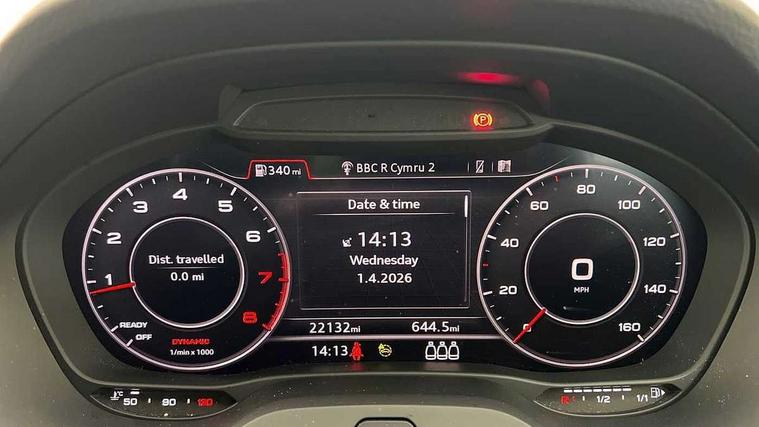 P
340 mi
BBC R Cymru 2
Date & time
14:13
Wednesday
1.4.2026
22132mi
644.5mi
14:13
1
2
3
4
5
6
7
8
Dist. travelled
0.0 mi
READY
OFF
DYNAMIC
1/min x 1000
0
20
40
60
80
100
120
140
160
0
MPH
°C
50
90
130
R
1/2
1/1